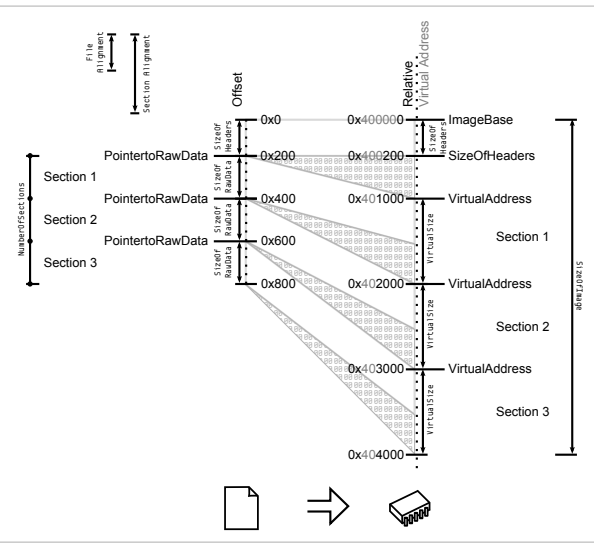 File
Alignment
Section Alignment
Offset
Relative
Virtual Address
0x0
0x400000
ImageBase
SizeOf
Headers
SizeOf
Headers
PointertoRawData
0x200
0x400200
SizeOfHeaders
Section 1
SizeOf
RawData
PointertoRawData
0x400
0x401000
VirtualAddress
NumberOfSections
Section 2
SizeOf
RawData
VirtualSize
Section 1
PointertoRawData
0x600
Section 3
SizeOf
RawData
SizeOfImage
0x800
0x402000
VirtualAddress
VirtualSize
Section 2
0x403000
VirtualAddress
VirtualSize
Section 3
0x404000